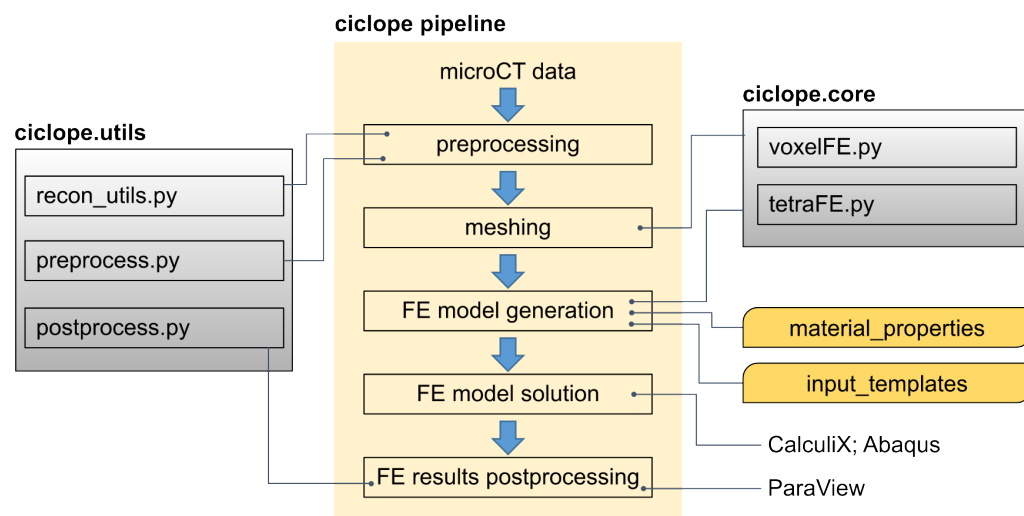 ciclope pipeline
microCT data
preprocessing
meshing
FE model generation
FE model solution
FE results postprocessing
ciclope.utils
recon_utils.py
preprocess.py
postprocess.py
ciclope.core
voxelFE.py
tetraFE.py
material_properties
input_templates
CalculiX; Abaqus
ParaView